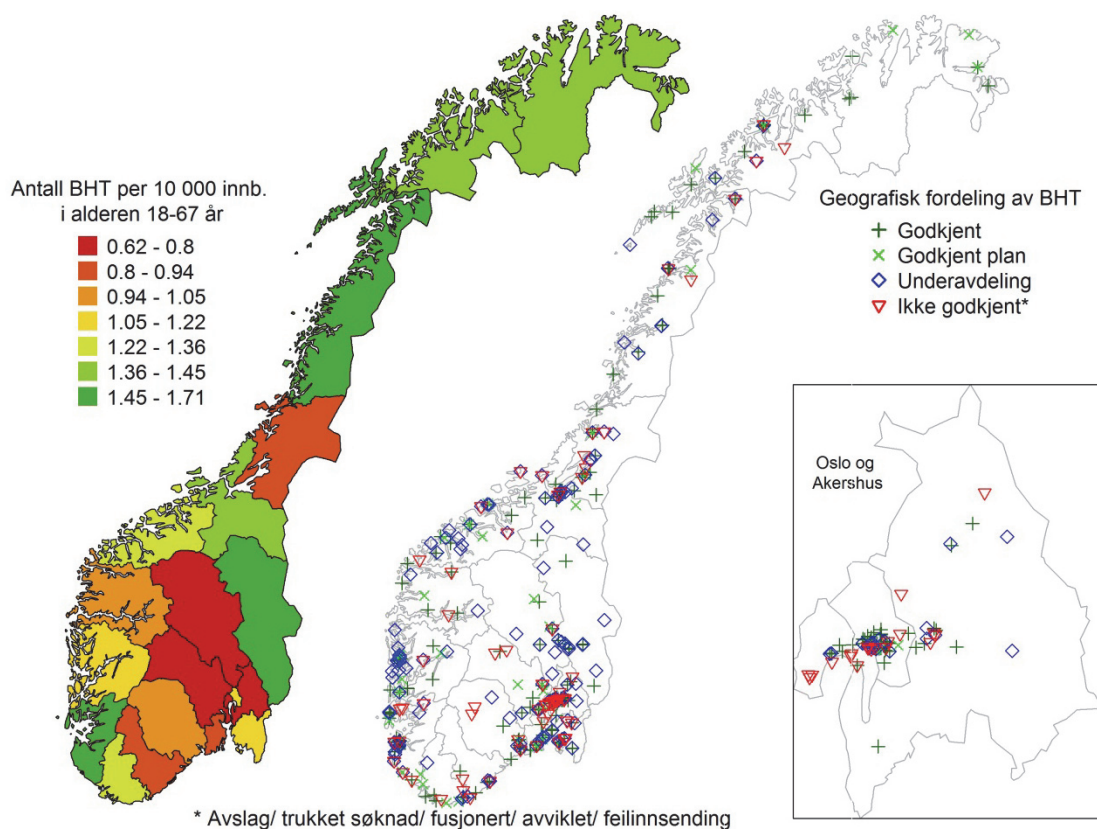 Antall BHT per 10 000 innb.
i alderen 18-67 år
0.62 - 0.8
0.8 - 0.94
0.94 - 1.05
1.05 - 1.22
1.22 - 1.36
1.36 - 1.45
1.45 - 1.71
Geografisk fordeling av BHT
Godkjent
Godkjent plan
Underavdeling
Ikke godkjent*
Oslo og
Akershus
* Avslag/ trukket søknad/ fusjonert/ avviklet/ feilinnsending